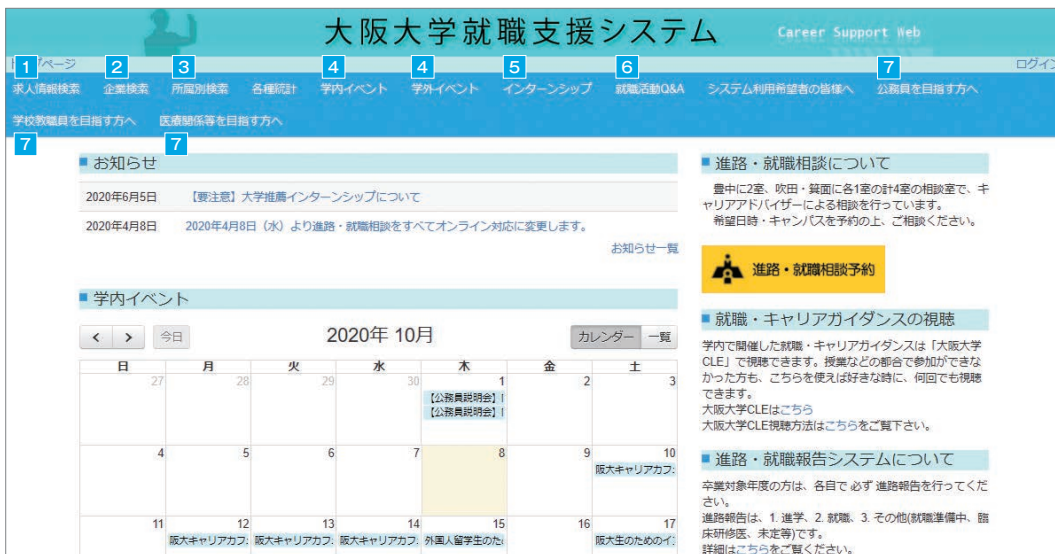 大阪大学就職支援システム
Career Support Web
ログイン
1 2 3 4 4 5 6 7
求人情報検索 企業検索 所属別検索 各種統計 学内イベント 学外イベント インターンシップ 就職活動Q&A システム利用希望者の皆様へ 公務員を目指す方へ
学校教職員を目指す方へ 医療関係等を目指す方へ
7 7
お知らせ
2020年6月5日 【要注意】大学推薦インターンシップについて
2020年4月8日 2020年4月8日（水）より進路・就職相談をすべてオンライン対応に変更します。
お知らせ一覧
学内イベント
< > 今日 2020年 10月 カレンダー 一覧
日 月 火 水 木 金 土
27 28 29 30 1 2 3
【公務員説明会】
【公務員説明会】
4 5 6 7 8 9 10
阪大キャリアカフ
11 12 13 14 15 16 17
阪大キャリアカフ 阪大キャリアカフ 阪大キャリアカフ 外国人留学生のた 阪大生のためのイ
進路・就職相談について
豊中に2室、吹田・箕面に各1室の計4室の相談室で、キ
ャリアアドバイザーによる相談を行っています。
希望日時・キャンパスを予約の上、ご相談ください。
進路・就職相談予約
就職・キャリアガイダンスの視聴
学内で開催した就職・キャリアガイダンスは「大阪大学
CLE」で視聴できます。授業などの都合で参加ができな
かった方も、こちらを使えば好きな時に、何回でも視聴
できます。
大阪大学CLEはこちら
大阪大学CLE視聴方法はこちらをご覧下さい。
進路・就職報告システムについて
卒業対象年度の方は、各自で 必ず 進路報告を行ってくだ
さい。
進路報告は、1. 進学、2. 就職、3. その他(就職準備中、臨
床研修医、未定等)です。
詳細はこちらをご覧ください。